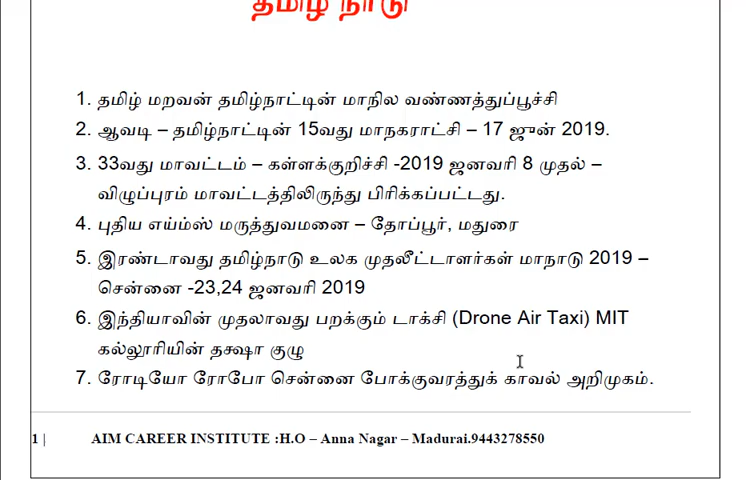 தமிழ் நாடு
1. தமிழ் மறவன் தமிழ்நாட்டின் மாநில வண்ணத்துப்பூச்சி
2. ஆவடி – தமிழ்நாட்டின் 15வது மாநகராட்சி – 17 ஜுன் 2019.
3. 33வது மாவட்டம் – கள்ளக்குறிச்சி -2019 ஜனவரி 8 முதல் –
விழுப்புரம் மாவட்டத்திலிருந்து பிரிக்கப்பட்டது.
4. புதிய எய்ம்ஸ் மருத்துவமனை – தோப்பூர், மதுரை
5. இரண்டாவது தமிழ்நாடு உலக முதலீட்டாளர்கள் மாநாடு 2019 –
சென்னை -23,24 ஜனவரி 2019
6. இந்தியாவின் முதலாவது பறக்கும் டாக்சி (Drone Air Taxi) MIT
கல்லூரியின் தக்ஷா குழு
7. ரோடியோ ரோபோ சென்னை போக்குவரத்துக் காவல் அறிமுகம்.
1 | AIM CAREER INSTITUTE :H.O – Anna Nagar – Madurai.9443278550